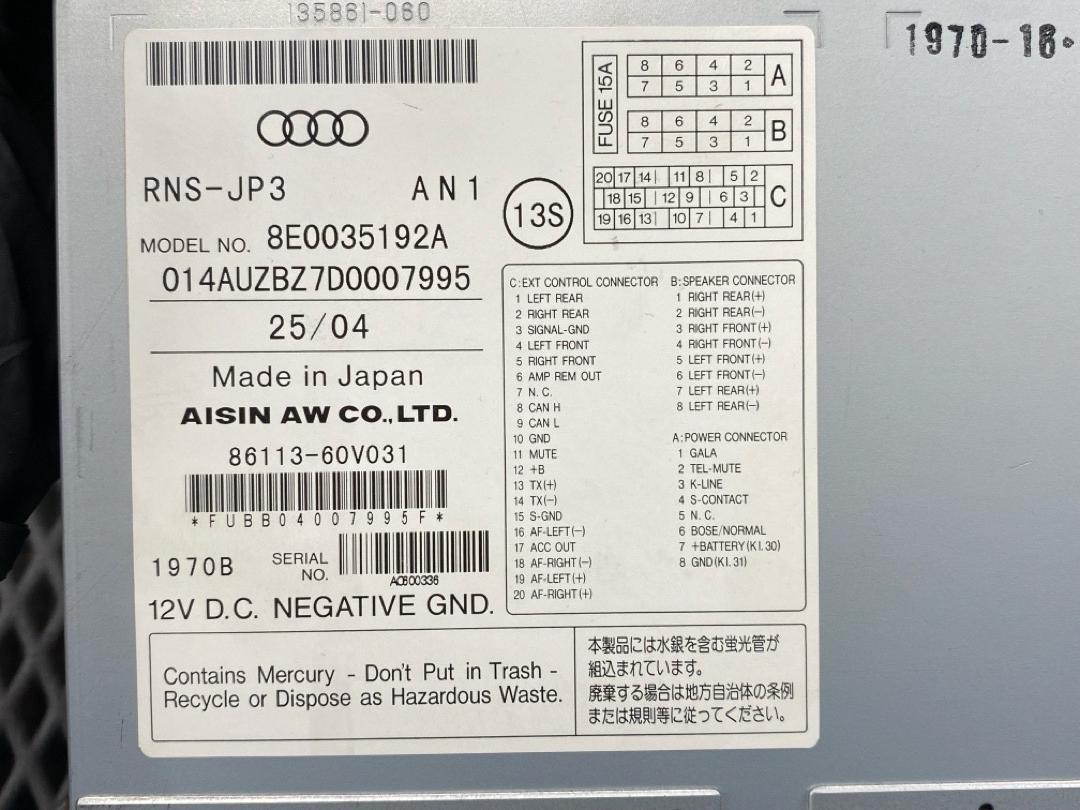 135861-060
1970-16.
RNS-JP3 AN1
MODEL NO. 8E0035192A
014AUZBZ7D0007995
25/04
Made in Japan
AISIN AW CO.,LTD.
86113-60V031
*FUBB04007995F*
1970B
SERIAL
NO.
AC600336
12V D.C. NEGATIVE GND.
13S
FUSE 15A
8 6 4 2
7 5 3 1
A
8 6 4 2
7 5 3 1
B
20 17 14 11 8 5 2
18 15 12 9 6 3
19 16 13 10 7 4 1
C
C:EXT CONTROL CONNECTOR
1 LEFT REAR
2 RIGHT REAR
3 SIGNAL-GND
4 LEFT FRONT
5 RIGHT FRONT
6 AMP REM OUT
7 N.C.
8 CAN H
9 CAN L
10 GND
11 MUTE
12 +B
13 TX(+)
14 TX(-)
15 S-GND
16 AF-LEFT(-)
17 ACC OUT
18 AF-RIGHT(-)
19 AF-LEFT(+)
20 AF-RIGHT(+)
B:SPEAKER CONNECTOR
1 RIGHT REAR(+)
2 RIGHT REAR(-)
3 RIGHT FRONT(+)
4 RIGHT FRONT(-)
5 LEFT FRONT(+)
6 LEFT FRONT(-)
7 LEFT REAR(+)
8 LEFT REAR(-)
A:POWER CONNECTOR
1 GALA
2 TEL-MUTE
3 K-LINE
4 S-CONTACT
5 N.C.
6 BOSE/NORMAL
7 +BATTERY(KI.30)
8 GND(KI.31)
Contains Mercury - Don't Put in Trash -
Recycle or Dispose as Hazardous Waste.
本製品には水銀を含む蛍光管が
組込まれています。
廃棄する場合は地方自治体の条例
または規則等に従ってください。